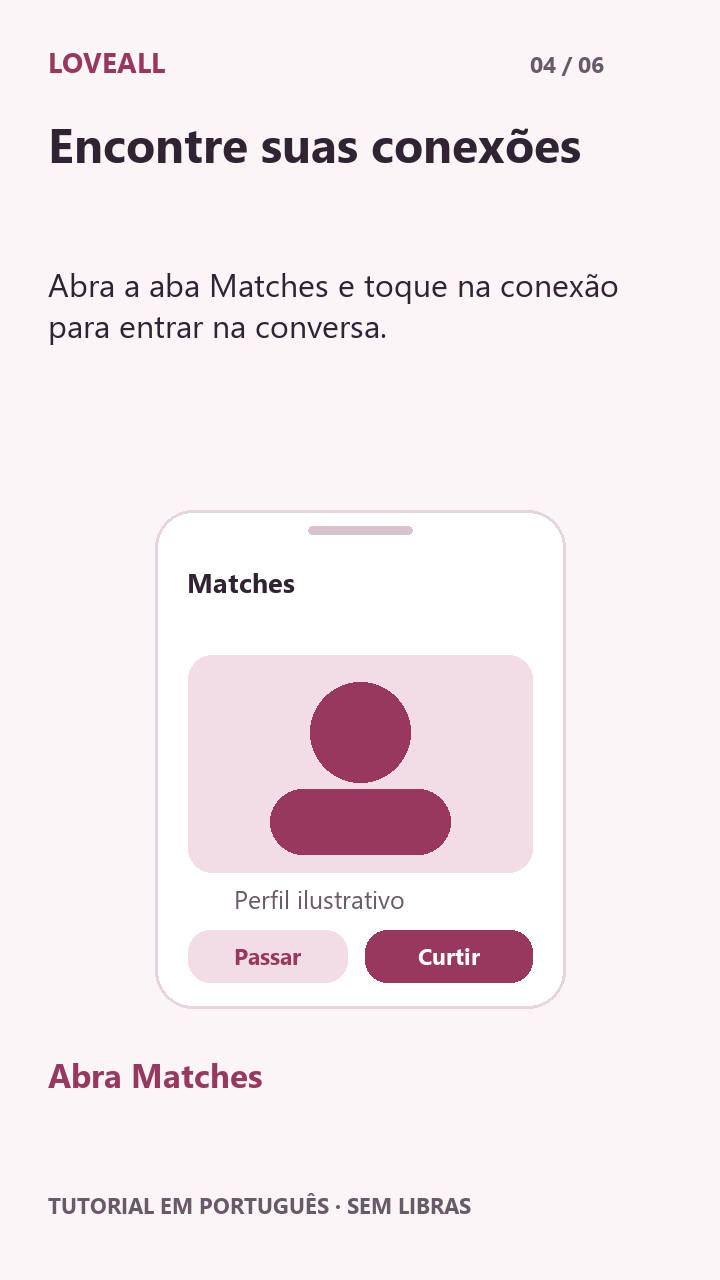 LOVEALL
04 / 06
Encontre suas conexões
Abra a aba Matches e toque na conexão
para entrar na conversa.
Matches
Perfil ilustrativo
Passar
Curtir
Abra Matches
TUTORIAL EM PORTUGUÊS · SEM LIBRAS